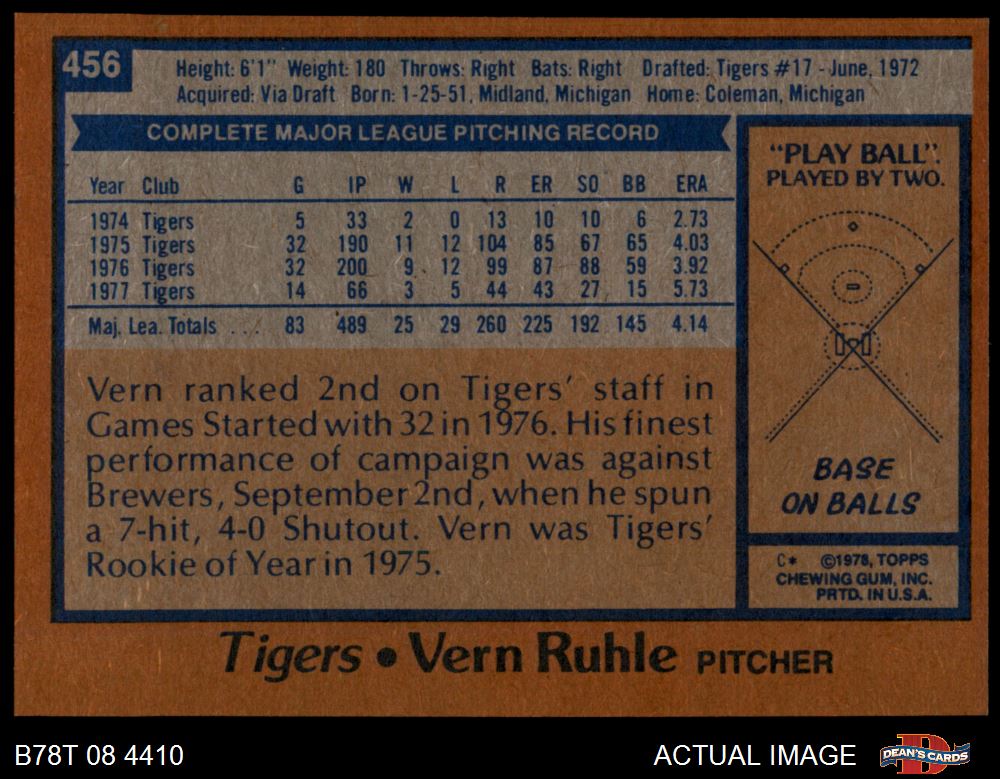 456
Height: 6'1" Weight: 180 Throws: Right Bats: Right Drafted: Tigers #17 - June, 1972
Acquired: Via Draft Born: 1-25-51, Midland, Michigan Home: Coleman, Michigan
COMPLETE MAJOR LEAGUE PITCHING RECORD
Year Club G IP W L R ER SO BB ERA
1974 Tigers 5 33 2 0 13 10 10 6 2.73
1975 Tigers 32 190 11 12 104 85 67 65 4.03
1976 Tigers 32 200 9 12 99 87 88 59 3.92
1977 Tigers 14 66 3 5 44 43 27 15 5.73
Maj. Lea. Totals . . . 83 489 25 29 260 225 192 145 4.14
Vern ranked 2nd on Tigers' staff in
Games Started with 32 in 1976. His finest
performance of campaign was against
Brewers, September 2nd, when he spun
a 7-hit, 4-0 Shutout. Vern was Tigers'
Rookie of Year in 1975.
"PLAY BALL".
PLAYED BY TWO.
BASE
ON BALLS
C* ©1978, TOPPS
CHEWING GUM, INC.
PRTD. IN U.S.A.
Tigers • Vern Ruhle PITCHER
B78T 08 4410
ACTUAL IMAGE
D
DEAN'S CARDS